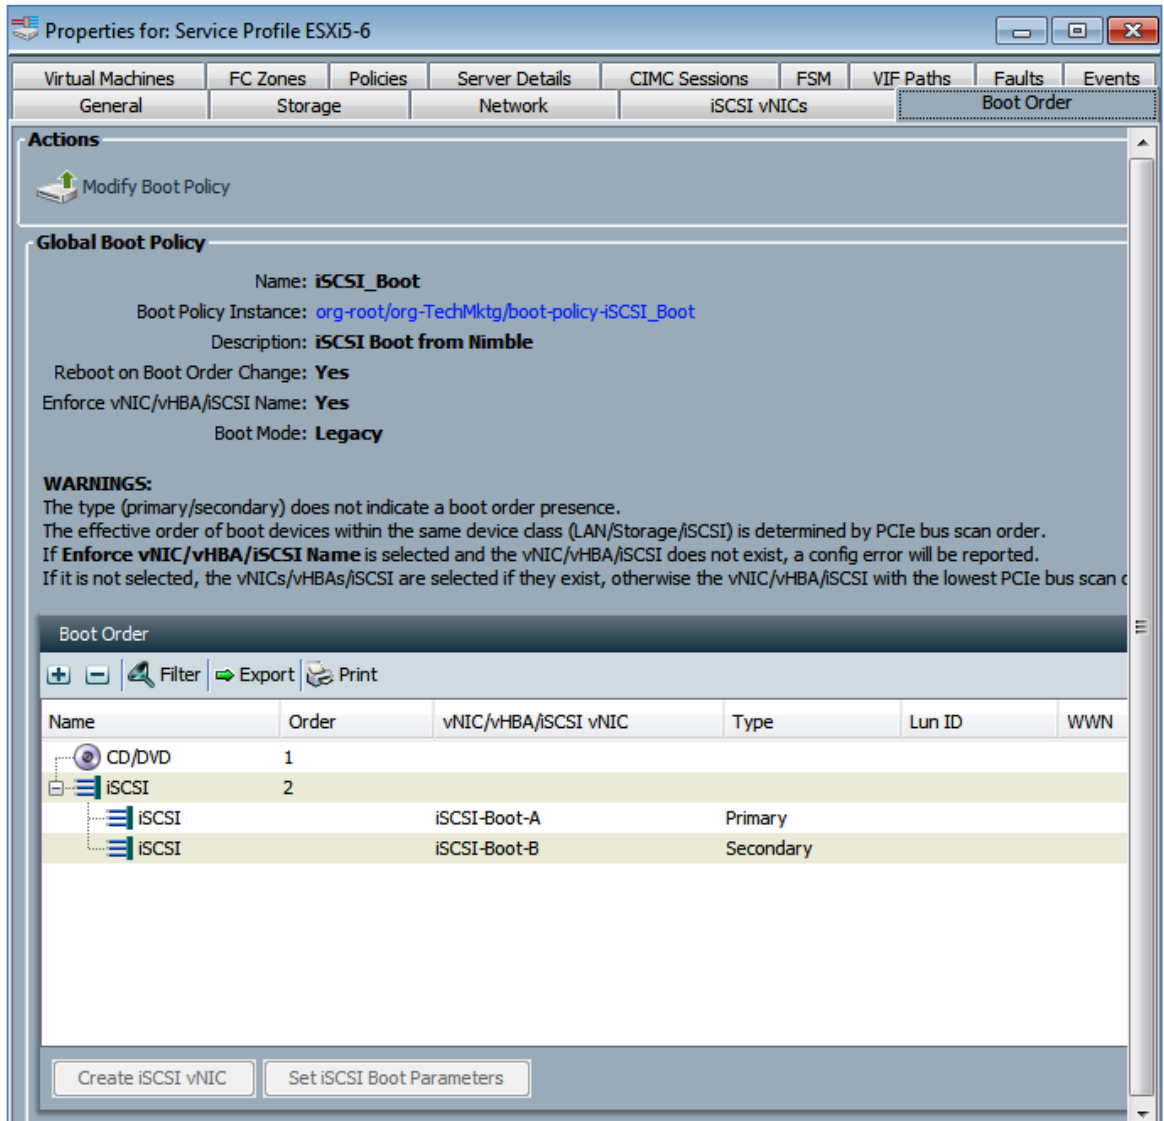 Properties for: Service Profile ESXi5-6
Virtual Machines FC Zones Policies Server Details CIMC Sessions FSM VIF Paths Faults Events
General Storage Network iSCSI vNICs Boot Order
Actions
Modify Boot Policy
Global Boot Policy
Name: iSCSI_Boot
Boot Policy Instance: org-root/org-TechMktg/boot-policy-iSCSI_Boot
Description: iSCSI Boot from Nimble
Reboot on Boot Order Change: Yes
Enforce vNIC/vHBA/iSCSI Name: Yes
Boot Mode: Legacy
WARNINGS:
The type (primary/secondary) does not indicate a boot order presence.
The effective order of boot devices within the same device class (LAN/Storage/iSCSI) is determined by PCIe bus scan order.
If Enforce vNIC/vHBA/iSCSI Name is selected and the vNIC/vHBA/iSCSI does not exist, a config error will be reported.
If it is not selected, the vNICs/vHBAs/iSCSI are selected if they exist, otherwise the vNIC/vHBA/iSCSI with the lowest PCIe bus scan
Boot Order
Filter Export Print
Name Order vNIC/vHBA/iSCSI vNIC Type Lun ID WWN
CD/DVD 1
iSCSI 2
iSCSI iSCSI-Boot-A Primary
iSCSI iSCSI-Boot-B Secondary
Create iSCSI vNIC Set iSCSI Boot Parameters